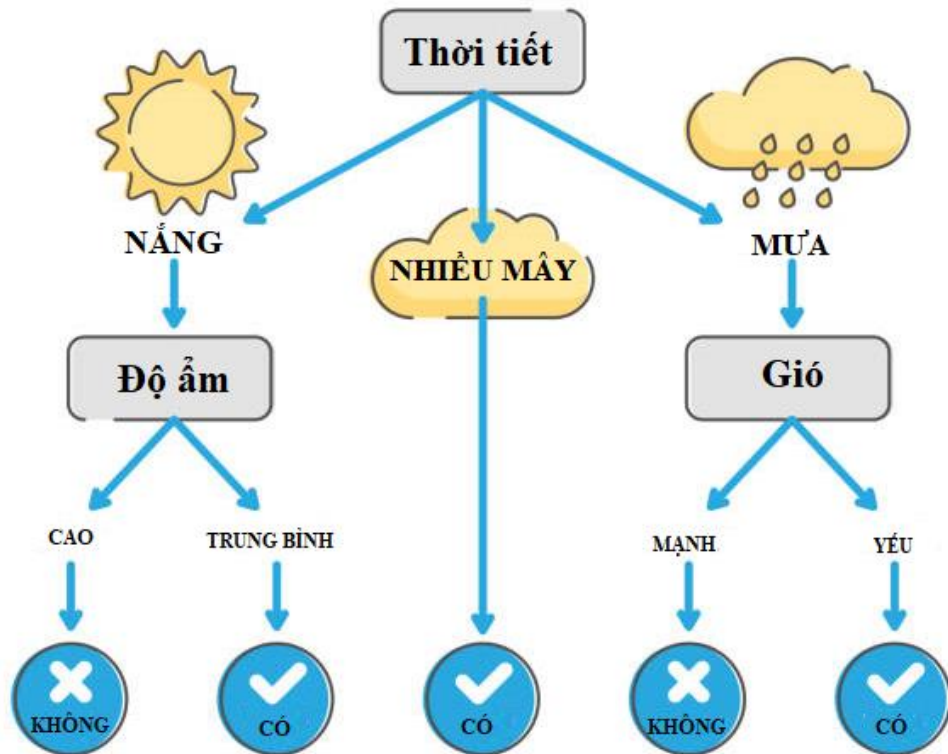 Thời tiết
NẮNG
NHIỀU MÂY
MƯA
Độ ẩm
Gió
CAO
TRUNG BÌNH
MẠNH
YẾU
KHÔNG
CÓ
CÓ
KHÔNG
CÓ